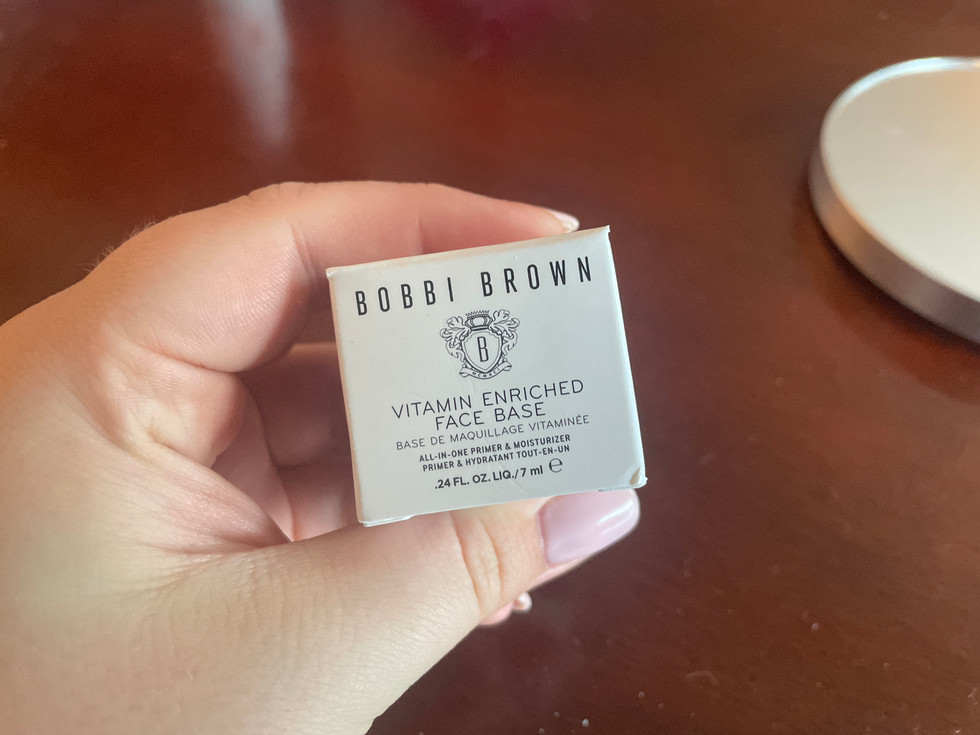 BOBBI BROWN
B
VITAMIN ENRICHED
FACE BASE
BASE DE MAQUILLAGE VITAMINÉE
ALL-IN-ONE PRIMER & MOISTURIZER
PRIMER & HYDRATANT TOUT-EN-UN
.24 FL. OZ. LIQ./7 ml ℮